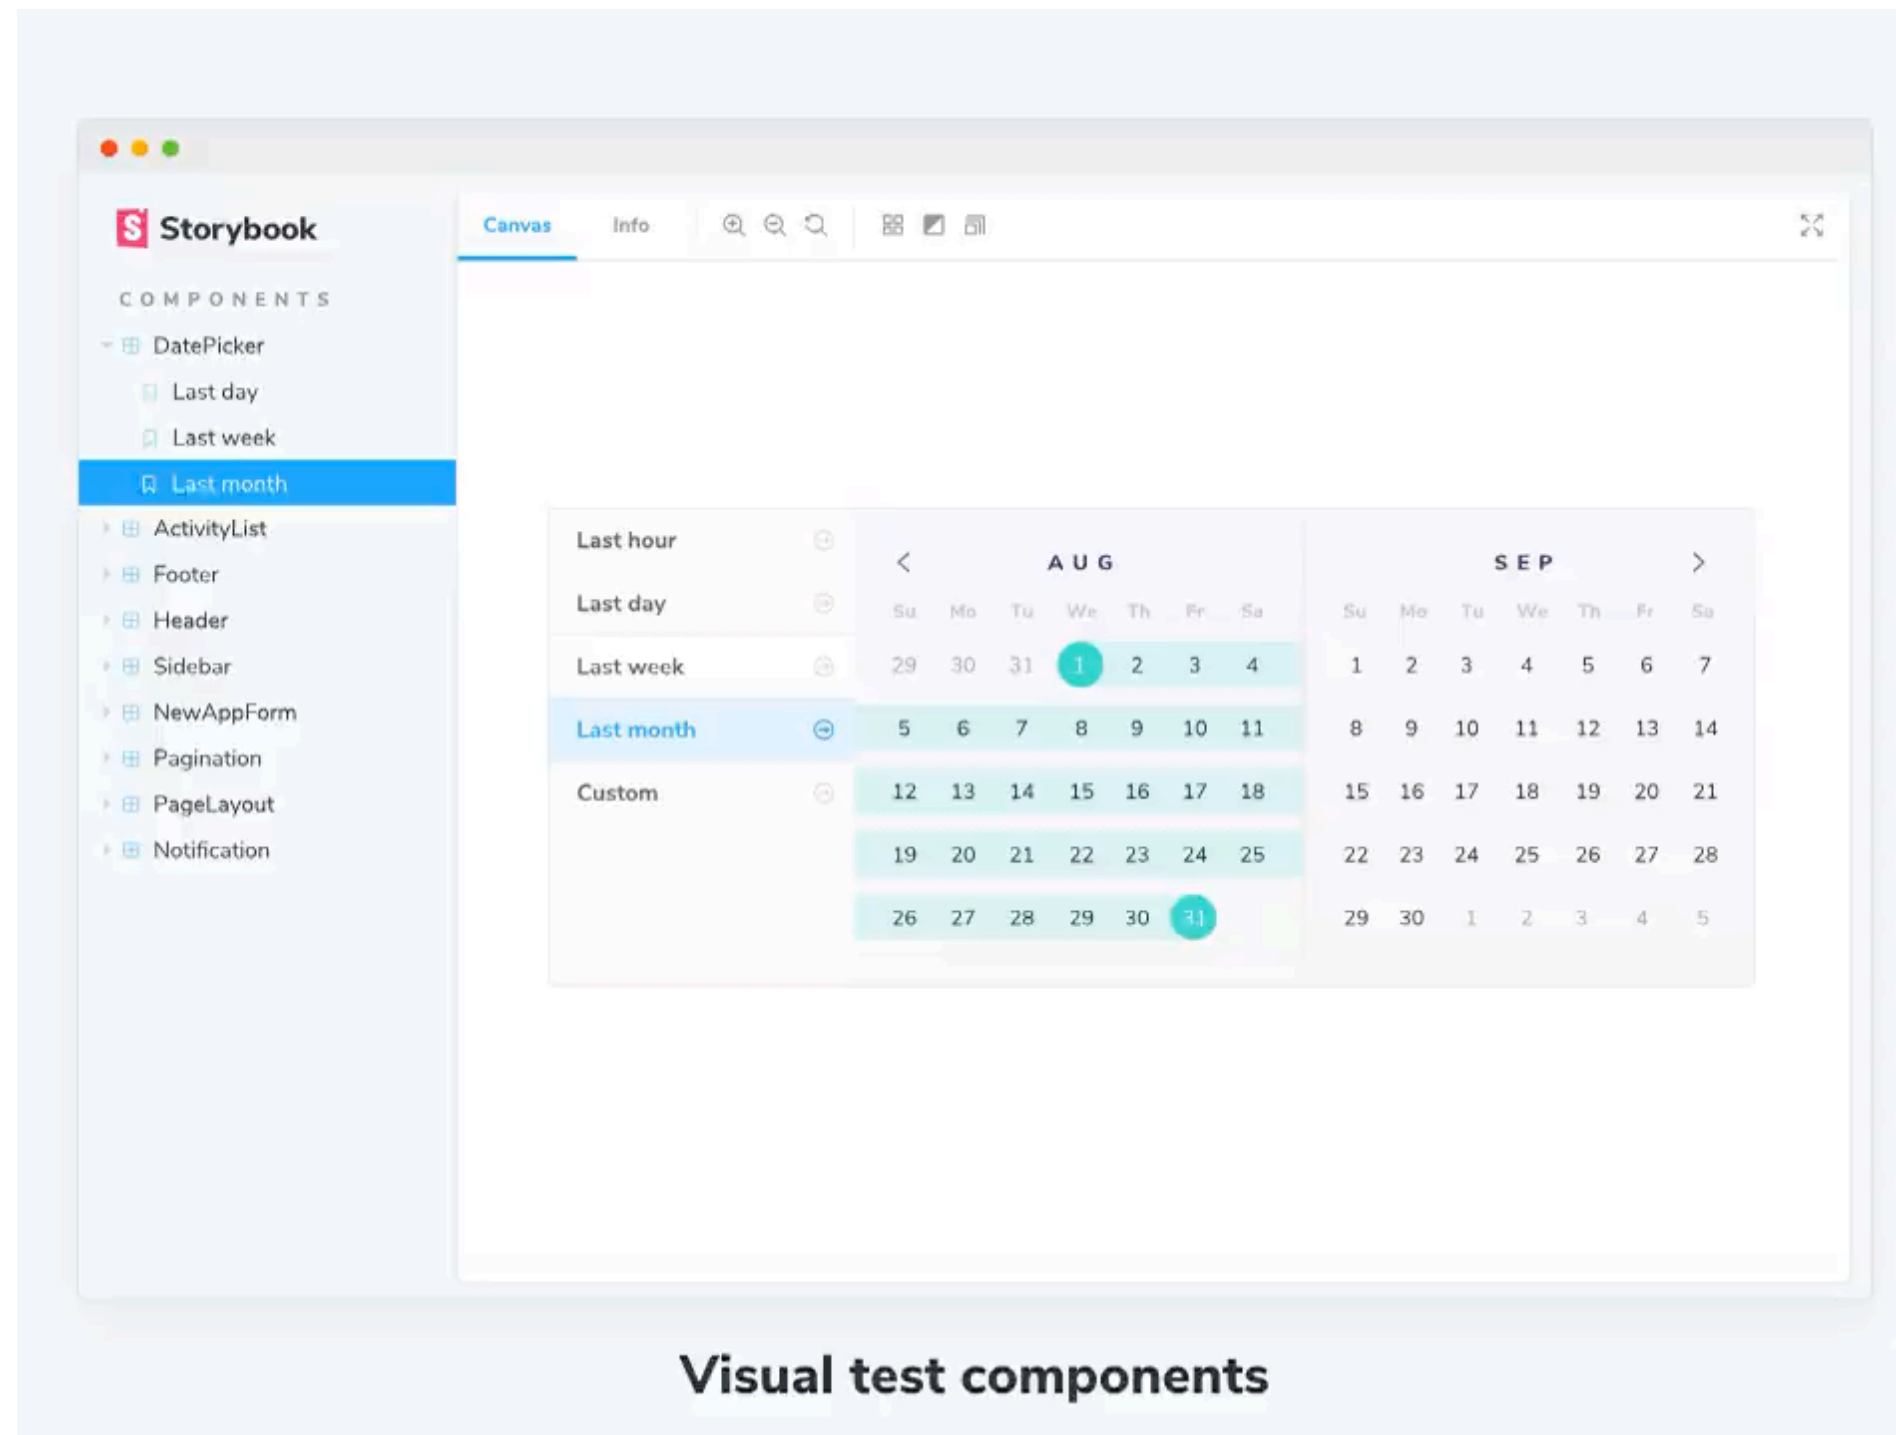 Storybook
Canvas Info
COMPONENTS
DatePicker
Last day
Last week
Last month
ActivityList
Footer
Header
Sidebar
NewAppForm
Pagination
PageLayout
Notification
Last hour
Last day
Last week
Last month
Custom
AUG
Su Mo Tu We Th Fr Sa
29 30 31 1 2 3 4
5 6 7 8 9 10 11
12 13 14 15 16 17 18
19 20 21 22 23 24 25
26 27 28 29 30 31
SEP
Su Mo Tu We Th Fr Sa
1 2 3 4 5 6 7
8 9 10 11 12 13 14
15 16 17 18 19 20 21
22 23 24 25 26 27 28
29 30 1 2 3 4 5
Visual test components